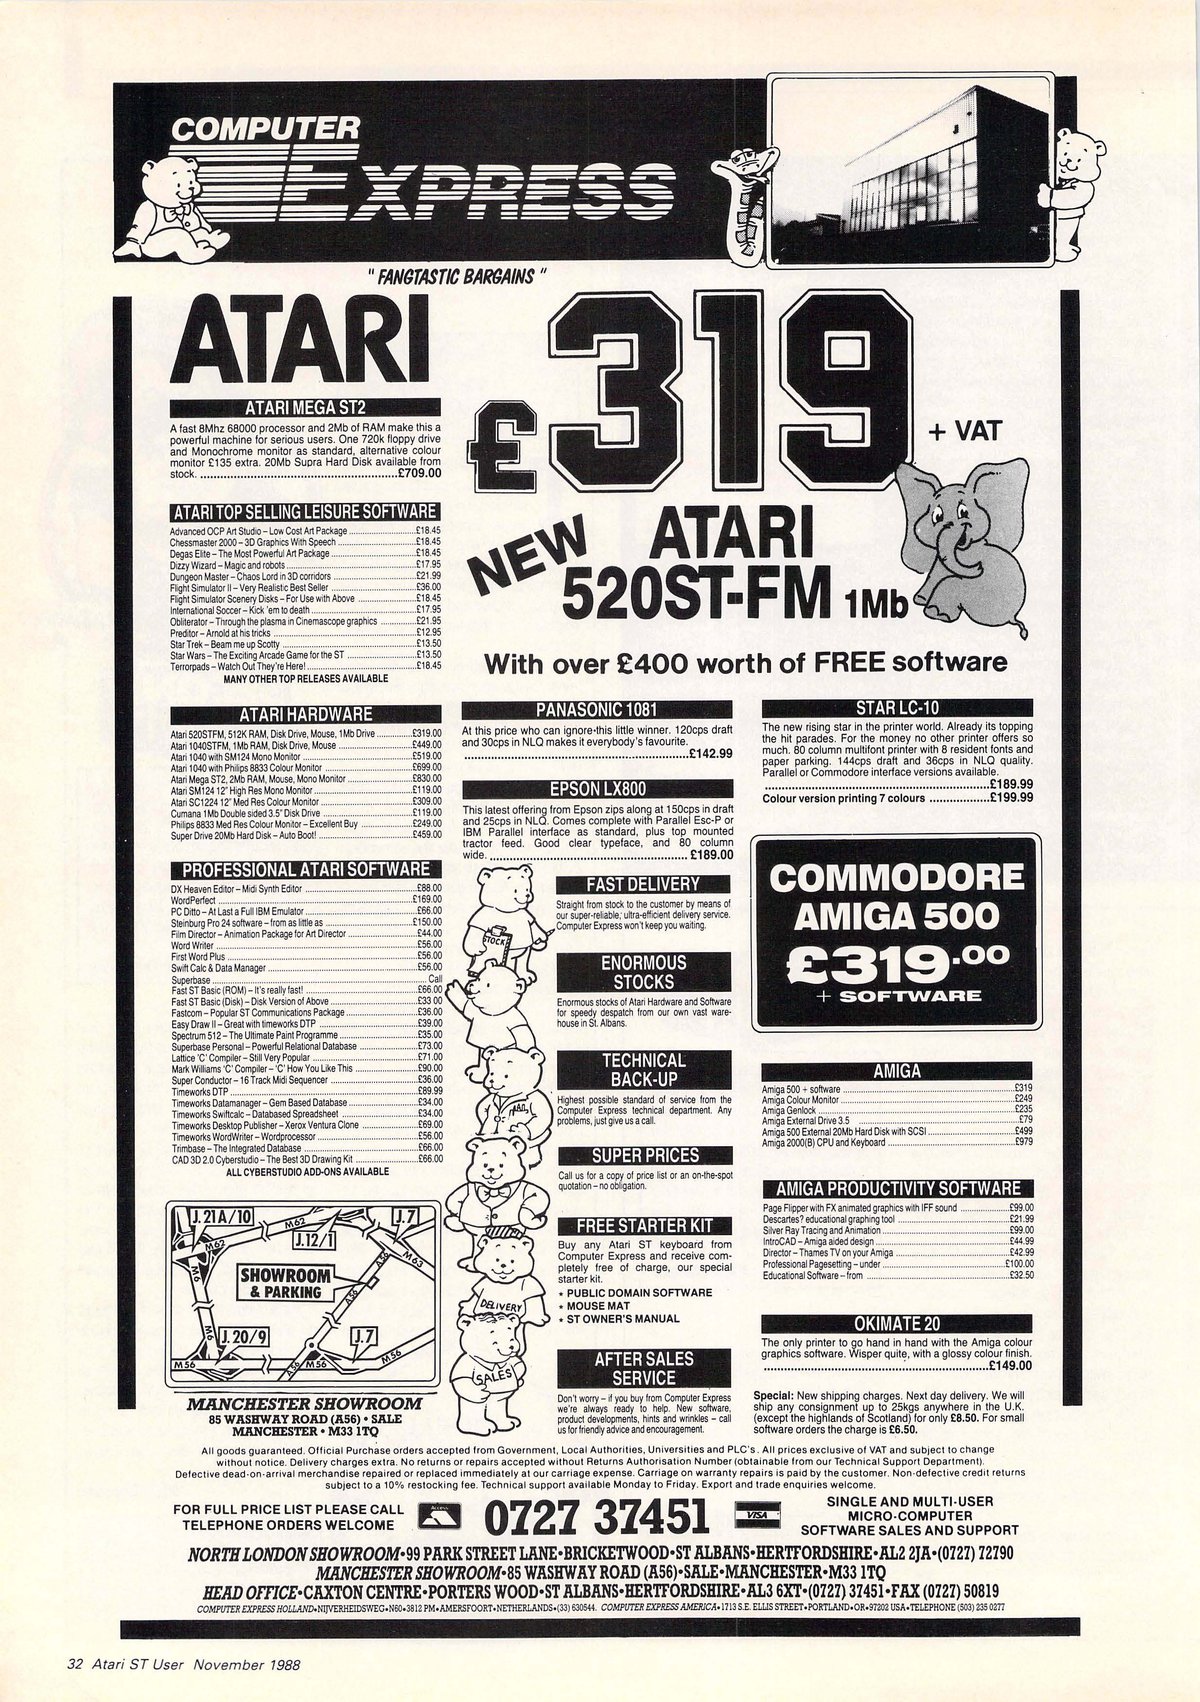 COMPUTER
EXPRESS
" FANGTASTIC BARGAINS "
ATARI
£319
+ VAT
NEW
ATARI
520ST-FM 1Mb
With over £400 worth of FREE software
ATARI MEGA ST2
A fast 8Mhz 68000 processor and 2Mb of RAM make this a
powerful machine for serious users. One 720k floppy drive
and Monochrome monitor as standard, alternative colour
monitor £135 extra. 20Mb Supra Hard Disk available from
stock. ............£709.00
ATARI TOP SELLING LEISURE SOFTWARE
Advanced OCP Art Studio – Low Cost Art Package ............£18.45
Chessmaster 2000 – 3D Graphics With Speech ............£18.45
Degas Elite – The Most Powerful Art Package ............£18.45
Dizzy Wizard – Magic and robots ............£17.95
Dungeon Master – Chaos Lord in 3D corridors ............£21.99
Flight Simulator II – Very Realistic Best Seller ............£36.00
Flight Simulator Scenery Disks – For Use with Above ............£18.45
International Soccer – Kick 'em to death ............£17.95
Obliterator – Through the plasma in Cinemascope graphics ............£21.95
Preditor – Arnold at his tricks ............£12.95
Star Trek – Beam me up Scotty ............£13.50
Star Wars – The Exciting Arcade Game for the ST ............£13.50
Terrorpads – Watch Out They're Here! ............£18.45
MANY OTHER TOP RELEASES AVAILABLE
ATARI HARDWARE
Atari 520STFM, 512K RAM, Disk Drive, Mouse, 1Mb Drive ............£319.00
Atari 1040STFM, 1Mb RAM, Disk Drive, Mouse ............£449.00
Atari 1040 with SM124 Mono Monitor ............£519.00
Atari 1040 with Philips 8833 Colour Monitor ............£699.00
Atari Mega ST2, 2Mb RAM, Mouse, Mono Monitor ............£830.00
Atari SM124 12" High Res Mono Monitor ............£119.00
Atari SC1224 12" Med Res Colour Monitor ............£309.00
Cumana 1Mb Double sided 3.5" Disk Drive ............£119.00
Philips 8833 Med Res Colour Monitor – Excellent Buy ............£249.00
Super Drive 20Mb Hard Disk – Auto Boot! ............£459.00
PROFESSIONAL ATARI SOFTWARE
DX Heaven Editor – Midi Synth Editor ............£88.00
WordPerfect ............£169.00
PC Ditto – At Last a Full IBM Emulator ............£66.00
Steinburg Pro 24 software – from as little as ............£150.00
Film Director – Animation Package for Art Director ............£44.00
Word Writer ............£56.00
First Word Plus ............£56.00
Swift Calc & Data Manager ............£56.00
Superbase ............Call
Fast ST Basic (ROM) – It's really fast! ............£66.00
Fast ST Basic (Disk) – Disk Version of Above ............£33 00
Fastcom – Popular ST Communications Package ............£36.00
Easy Draw II – Great with timeworks DTP ............£39.00
Spectrum 512 – The Ultimate Paint Programme ............£35.00
Superbase Personal – Powerful Relational Database ............£73.00
Lattice 'C' Compiler – Still Very Popular ............£71.00
Mark Williams 'C' Compiler – 'C' How You Like This ............£90.00
Super Conductor – 16 Track Midi Sequencer ............£36.00
Timeworks DTP ............£89.99
Timeworks Datamanager – Gem Based Database ............£34.00
Timeworks Swiftcalc – Databased Spreadsheet ............£34.00
Timeworks Desktop Publisher – Xerox Ventura Clone ............£69.00
Timeworks WordWriter – Wordprocessor ............£56.00
Trimbase – The Integrated Database ............£66.00
CAD 3D 2.0 Cyberstudio – The Best 3D Drawing Kit ............£66.00
ALL CYBERSTUDIO ADD-ONS AVAILABLE
J.21A/10
M62
J.12/1
J.7
M62
M63
M6
A56
SHOWROOM
& PARKING
A56
M6
J.20/9
J.7
M56
A56
M56
M56
MANCHESTER SHOWROOM
85 WASHWAY ROAD (A56) • SALE
MANCHESTER • M33 1TQ
PANASONIC 1081
At this price who can ignore-this little winner. 120cps draft
and 30cps in NLQ makes it everybody's favourite.
............£142.99
EPSON LX800
This latest offering from Epson zips along at 150cps in draft
and 25cps in NLQ. Comes complete with Parallel Esc-P or
IBM Parallel interface as standard, plus top mounted
tractor feed. Good clear typeface, and 80 column
wide. ............£189.00
STOCK
DELIVERY
SALES
FAST DELIVERY
Straight from stock to the customer by means of
our super-reliable, ultra-efficient delivery service.
Computer Express won't keep you waiting.
ENORMOUS
STOCKS
Enormous stocks of Atari Hardware and Software
for speedy despatch from our own vast ware-
house in St. Albans.
TECHNICAL
BACK-UP
Highest possible standard of service from the
Computer Express technical department. Any
problems, just give us a call.
SUPER PRICES
Call us for a copy of price list or an on-the-spot
quotation – no obligation.
FREE STARTER KIT
Buy any Atari ST keyboard from
Computer Express and receive com-
pletely free of charge, our special
starter kit.
* PUBLIC DOMAIN SOFTWARE
* MOUSE MAT
* ST OWNER'S MANUAL
AFTER SALES
SERVICE
Don't worry – if you buy from Computer Express
we're always ready to help. New software,
product developments, hints and wrinkles – call
us for friendly advice and encouragement.
STAR LC-10
The new rising star in the printer world. Already its topping
the hit parades. For the money no other printer offers so
much. 80 column multifont printer with 8 resident fonts and
paper parking. 144cps draft and 36cps in NLQ quality.
Parallel or Commodore interface versions available.
............£189.99
Colour version printing 7 colours ............£199.99
COMMODORE
AMIGA 500
£319.00
+ SOFTWARE
AMIGA
Amiga 500 + software ............£319
Amiga Colour Monitor ............£249
Amiga Genlock ............£235
Amiga External Drive 3.5 ............£79
Amiga 500 External 20Mb Hard Disk with SCSI ............£499
Amiga 2000(B) CPU and Keyboard ............£979
AMIGA PRODUCTIVITY SOFTWARE
Page Flipper with FX animated graphics with IFF sound ............£99.00
Descartes? educational graphing tool ............£21.99
Silver Ray Tracing and Animation ............£99.00
IntroCAD – Amiga aided design ............£44.99
Director – Thames TV on your Amiga ............£42.99
Professional Pagesetting – under ............£100.00
Educational Software – from ............£32.50
OKIMATE 20
The only printer to go hand in hand with the Amiga colour
graphics software. Wisper quite, with a glossy colour finish.
............£149.00
Special: New shipping charges. Next day delivery. We will
ship any consignment up to 25kgs anywhere in the U.K.
(except the highlands of Scotland) for only £8.50. For small
software orders the charge is £6.50.
All goods guaranteed. Official Purchase orders accepted from Government, Local Authorities, Universities and PLC's. All prices exclusive of VAT and subject to change
without notice. Delivery charges extra. No returns or repairs accepted without Returns Authorisation Number (obtainable from our Technical Support Department).
Defective dead-on-arrival merchandise repaired or replaced immediately at our carriage expense. Carriage on warranty repairs is paid by the customer. Non-defective credit returns
subject to a 10% restocking fee. Technical support available Monday to Friday. Export and trade enquiries welcome.
FOR FULL PRICE LIST PLEASE CALL
TELEPHONE ORDERS WELCOME
Access
0727 37451
VISA
SINGLE AND MULTI-USER
MICRO-COMPUTER
SOFTWARE SALES AND SUPPORT
NORTH LONDON SHOWROOM•99 PARK STREET LANE•BRICKETWOOD•ST ALBANS•HERTFORDSHIRE•AL2 2JA•(0727) 72790
MANCHESTER SHOWROOM•85 WASHWAY ROAD (A56)•SALE•MANCHESTER•M33 1TQ
HEAD OFFICE•CAXTON CENTRE•PORTERS WOOD•ST ALBANS•HERTFORDSHIRE•AL3 6XT•(0727) 37451•FAX (0727) 50819
COMPUTER EXPRESS HOLLAND•NIJVERHEIDSWEG•N60•3812 PM•AMERSFOORT•NETHERLANDS•(33) 630544. COMPUTER EXPRESS AMERICA•1713 S.E. ELLIS STREET•PORTLAND•OR•97202 USA•TELEPHONE (503) 235 0277
32 Atari ST User November 1988